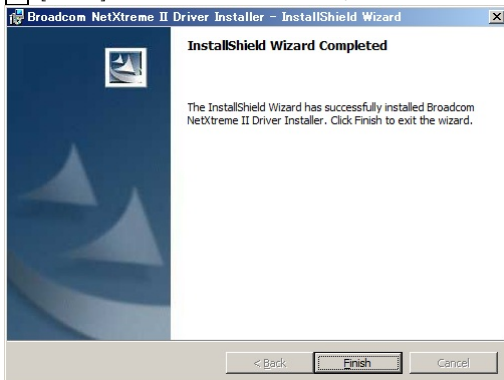 Broadcom NetXtreme II Driver Installer - InstallShield Wizard
InstallShield Wizard Completed
The InstallShield Wizard has successfully installed Broadcom
NetXtreme II Driver Installer. Click Finish to exit the wizard.
< Back Finish Cancel